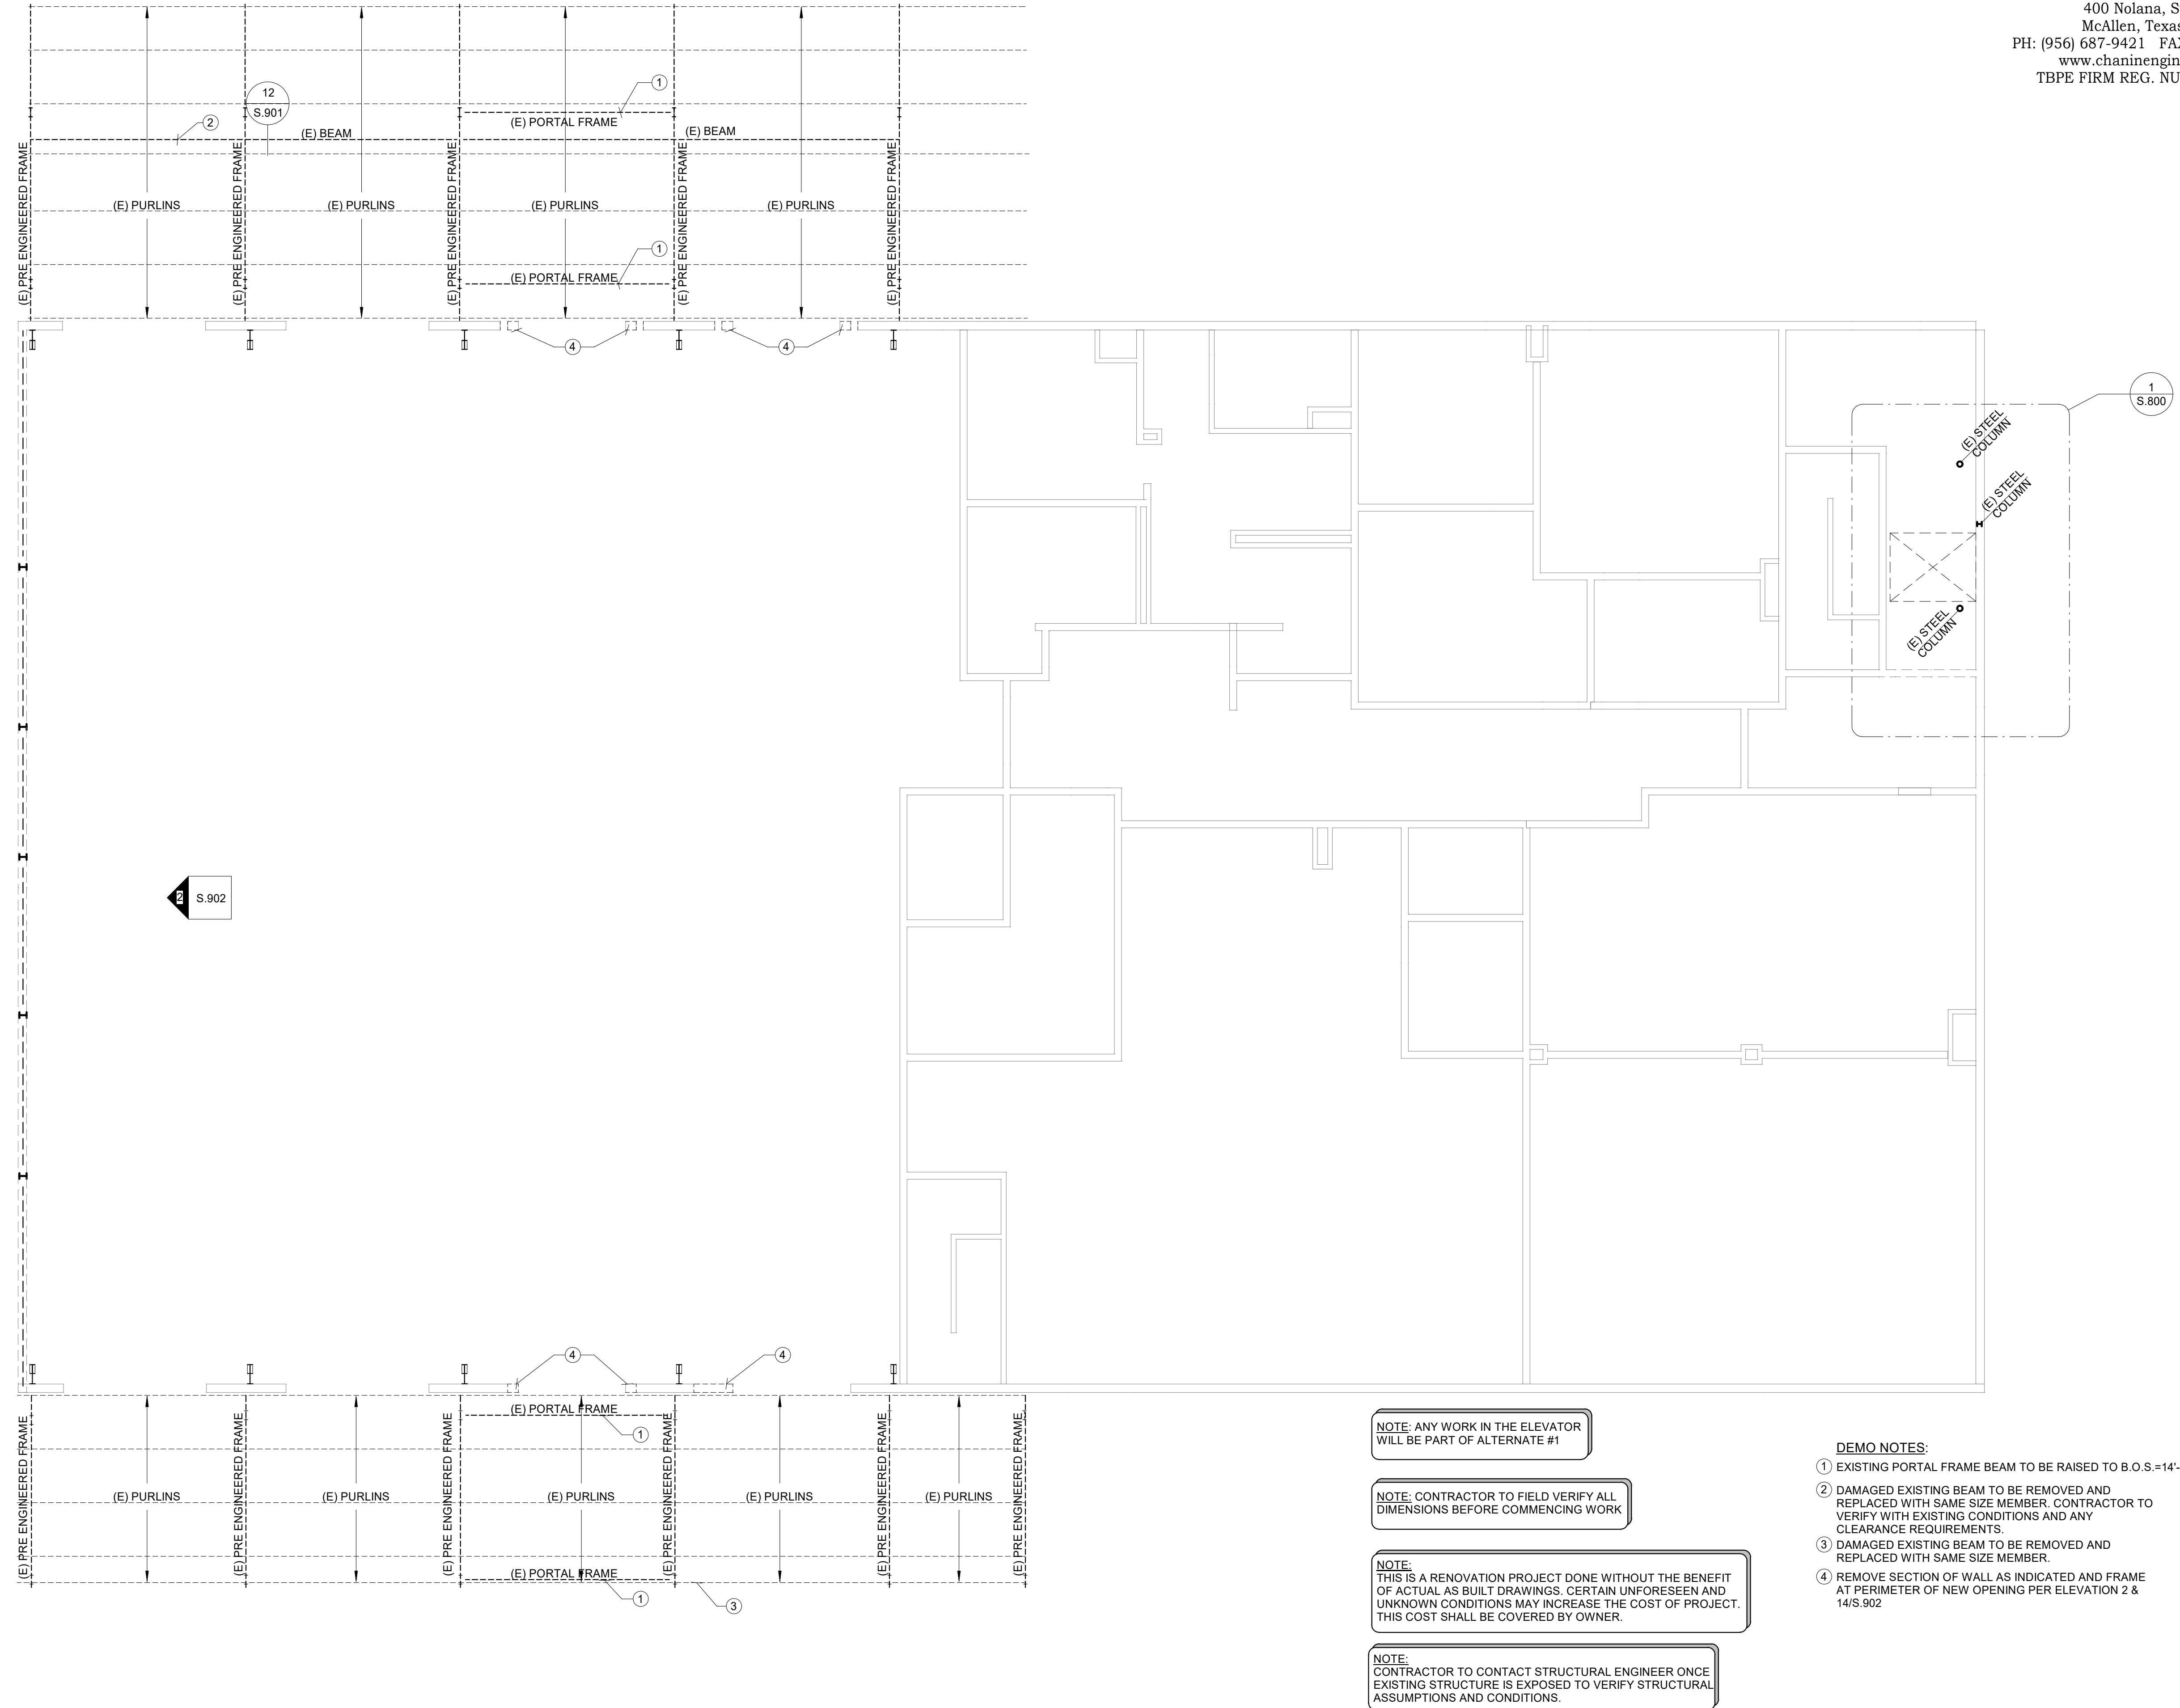 400 Nolana, S
McAllen, Texas
PH: (956) 687-9421 FAX
www.chaninengin
TBPE FIRM REG. NU
12
S.901
1
2
(E) PORTAL FRAME
(E) BEAM
(E) BEAM
(E) PRE ENGINEERED FRAME
(E) PRE ENGINEERED FRAME
(E) PRE ENGINEERED FRAME
(E) PRE ENGINEERED FRAME
(E) PRE ENGINEERED FRAME
(E) PURLINS
(E) PURLINS
(E) PURLINS
(E) PURLINS
1
(E) PORTAL FRAME
4
4
1
S.800
(E) STEEL
COLUMN
(E) STEEL
COLUMN
(E) STEEL
COLUMN
2
S.902
4
4
(E) PORTAL FRAME
1
(E) PRE ENGINEERED FRAME
(E) PRE ENGINEERED FRAME
(E) PRE ENGINEERED FRAME
(E) PRE ENGINEERED FRAME
(E) PRE ENGINEERED FRAME
(E) PRE ENGINEERED FRAME
(E) PURLINS
(E) PURLINS
(E) PURLINS
(E) PURLINS
(E) PURLINS
(E) PORTAL FRAME
1
3
NOTE: ANY WORK IN THE ELEVATOR
WILL BE PART OF ALTERNATE #1
NOTE: CONTRACTOR TO FIELD VERIFY ALL
DIMENSIONS BEFORE COMMENCING WORK
NOTE:
THIS IS A RENOVATION PROJECT DONE WITHOUT THE BENEFIT
OF ACTUAL AS BUILT DRAWINGS. CERTAIN UNFORESEEN AND
UNKNOWN CONDITIONS MAY INCREASE THE COST OF PROJECT.
THIS COST SHALL BE COVERED BY OWNER.
NOTE:
CONTRACTOR TO CONTACT STRUCTURAL ENGINEER ONCE
EXISTING STRUCTURE IS EXPOSED TO VERIFY STRUCTURAL
ASSUMPTIONS AND CONDITIONS.
DEMO NOTES:
1 EXISTING PORTAL FRAME BEAM TO BE RAISED TO B.O.S.=14'-
2 DAMAGED EXISTING BEAM TO BE REMOVED AND
REPLACED WITH SAME SIZE MEMBER. CONTRACTOR TO
VERIFY WITH EXISTING CONDITIONS AND ANY
CLEARANCE REQUIREMENTS.
3 DAMAGED EXISTING BEAM TO BE REMOVED AND
REPLACED WITH SAME SIZE MEMBER.
4 REMOVE SECTION OF WALL AS INDICATED AND FRAME
AT PERIMETER OF NEW OPENING PER ELEVATION 2 &
14/S.902